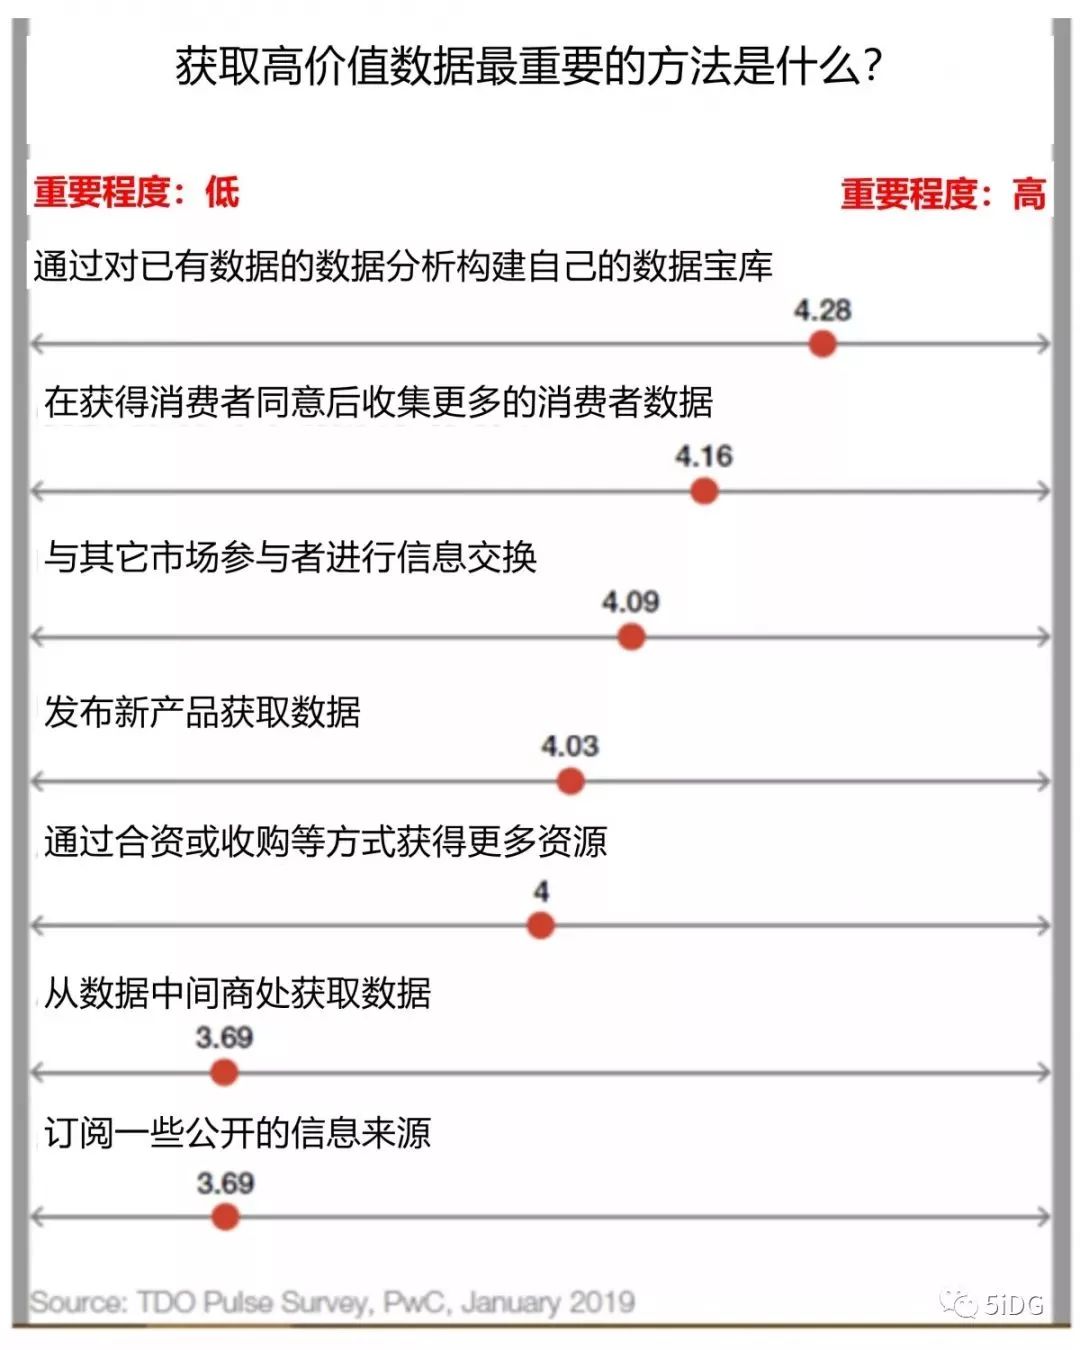 获取高价值数据最重要的方法是什么?
重要程度：低
重要程度：高
通过对已有数据的数据分析构建自己的数据宝库
4.28
在获得消费者同意后收集更多的消费者数据
4.16
与其它市场参与者进行信息交换
4.09
发布新产品获取数据
4.03
通过合资或收购等方式获得更多资源
4
从数据中间商处获取数据
3.69
订阅一些公开的信息来源
3.69
Source: TDO Pulse Survey, PwC, January 2019
5iDG